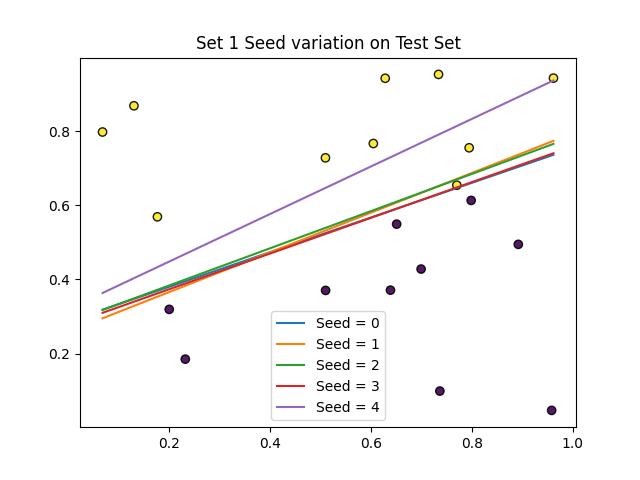 Set 1 Seed variation on Test Set
0.8
0.6
0.4
0.2
Seed = 0
Seed = 1
Seed = 2
Seed = 3
Seed = 4
0.2 0.4 0.6 0.8 1.0